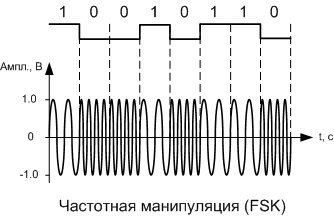 1 0 0 1 0 1 1 0
Ампл., В
1.0
0
t, с
-1.0
Частотная манипуляция (FSK)